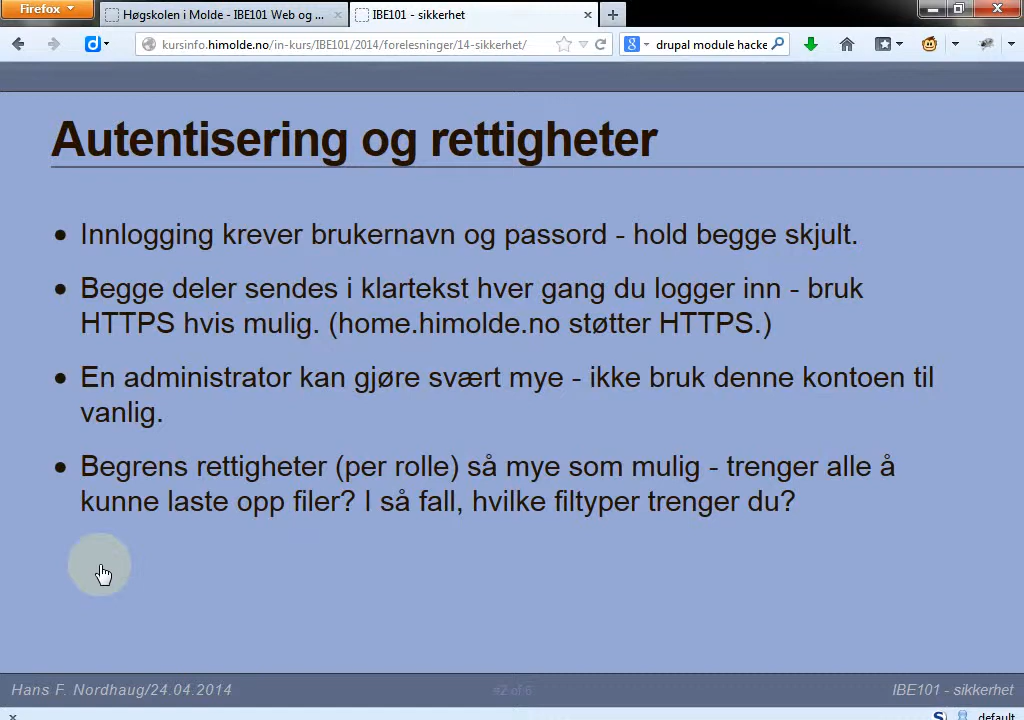 Firefox
Høgskolen i Molde - IBE101 Web og ...
IBE101 - sikkerhet
kursinfo.himolde.no/in-kurs/IBE101/2014/forelesninger/14-sikkerhet/
drupal module hacke
Autentisering og rettigheter
• Innlogging krever brukernavn og passord - hold begge skjult.
• Begge deler sendes i klartekst hver gang du logger inn - bruk
HTTPS hvis mulig. (home.himolde.no støtter HTTPS.)
• En administrator kan gjøre svært mye - ikke bruk denne kontoen til
vanlig.
• Begrens rettigheter (per rolle) så mye som mulig - trenger alle å
kunne laste opp filer? I så fall, hvilke filtyper trenger du?
Hans F. Nordhaug/24.04.2014
2 of 6
IBE101 - sikkerhet
default